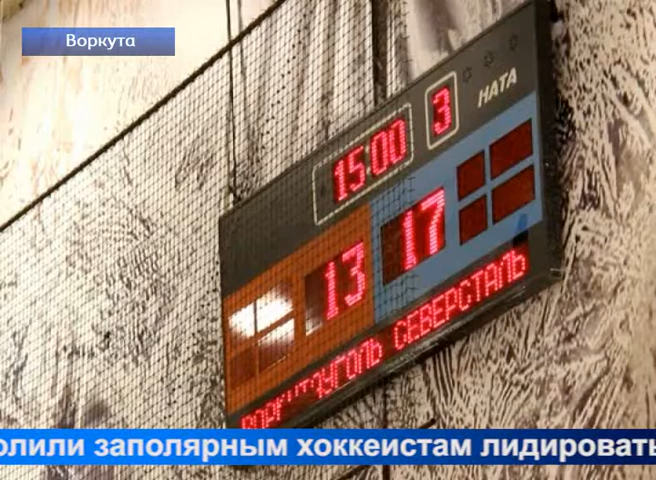 Воркута
15:00 3
НАТА
13 17
ВОРКУТАУГОЛЬ СЕВЕРСТАЛЬ
олили заполярным хоккеистам лидировать